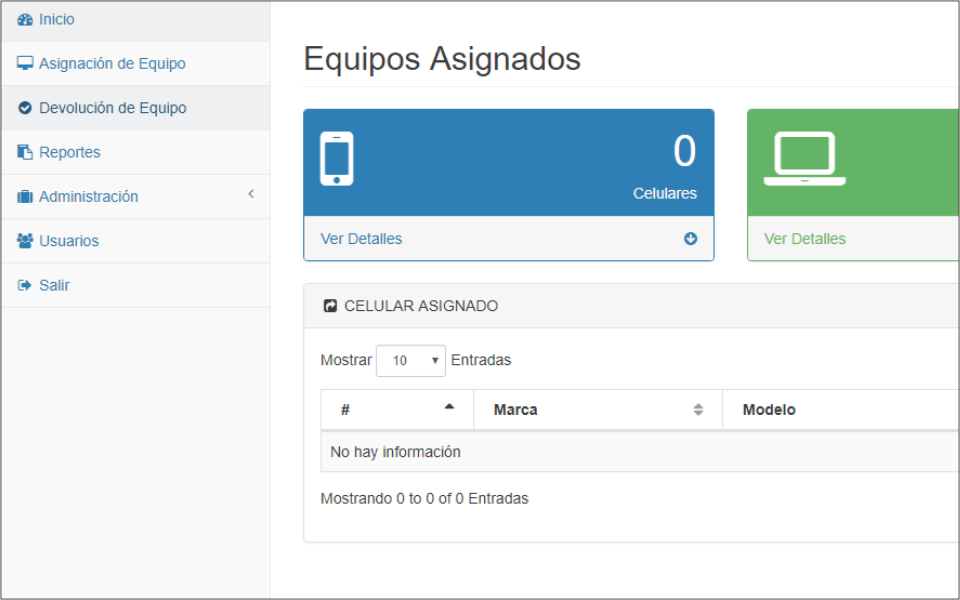 Inicio
Asignación de Equipo
Devolución de Equipo
Reportes
Administración
Usuarios
Salir
Equipos Asignados
0
Celulares
Ver Detalles
Ver Detalles
CELULAR ASIGNADO
Mostrar 10 Entradas
# Marca Modelo
No hay información
Mostrando 0 to 0 of 0 Entradas